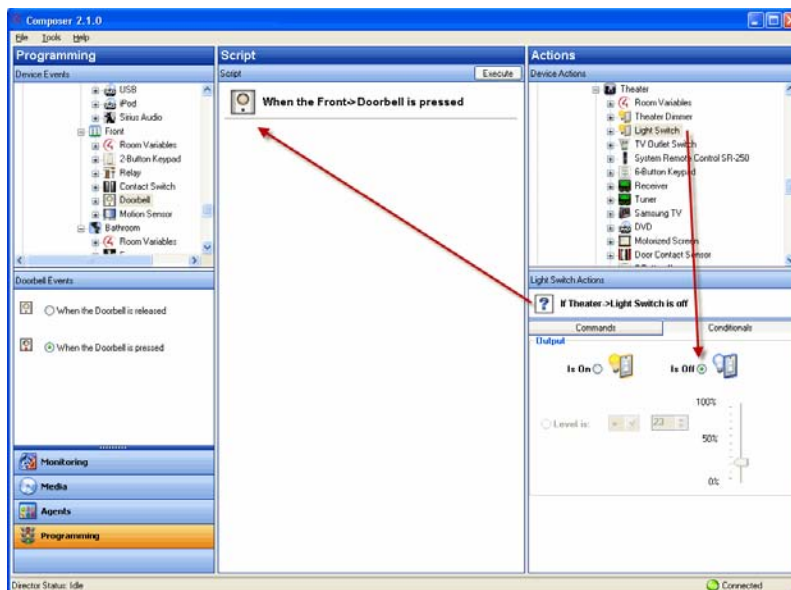 Composer 2.1.0
File Tools Help
Programming
Device Events
USB
iPod
Sirius Audio
Front
Room Variables
2-Button Keypad
Relay
Contact Switch
Doorbell
Motion Sensor
Bathroom
Room Variables
Doorbell Events
When the Doorbell is released
When the Doorbell is pressed
Monitoring
Media
Agents
Programming
Script
Script
Execute
When the Front->Doorbell is pressed
Actions
Device Actions
Theater
Room Variables
Theater Dimmer
Light Switch
TV Outlet Switch
System Remote Control SR-250
6-Button Keypad
Receiver
Tuner
Samsung TV
DVD
Motorized Screen
Door Contact Sensor
Light Switch Actions
? If Theater->Light Switch is off
Commands Conditionals
Output
Is On Is Off
Level is: 23
100%
50%
0%
Director Status: Idle
Connected